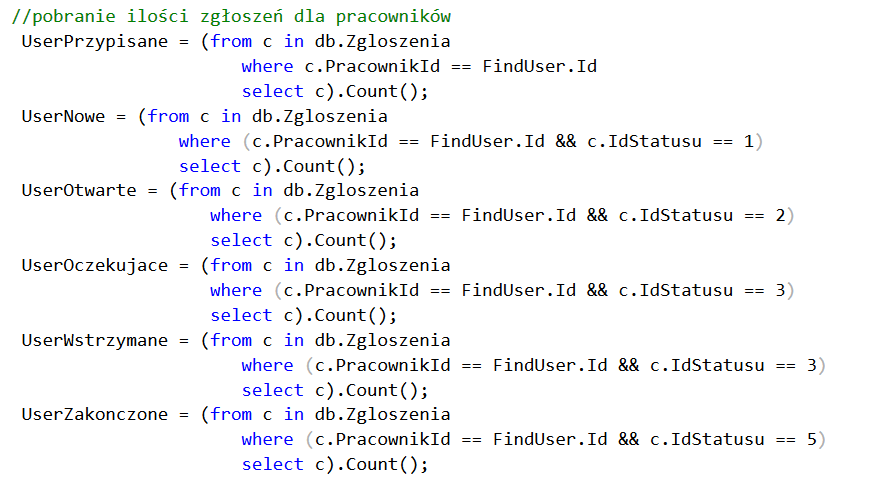 //pobranie ilości zgłoszeń dla pracowników
UserPrzypisane = (from c in db.Zgloszenia
where c.PracownikId == FindUser.Id
select c).Count();
UserNowe = (from c in db.Zgloszenia
where (c.PracownikId == FindUser.Id && c.IdStatusu == 1)
select c).Count();
UserOtwarte = (from c in db.Zgloszenia
where (c.PracownikId == FindUser.Id && c.IdStatusu == 2)
select c).Count();
UserOczekujace = (from c in db.Zgloszenia
where (c.PracownikId == FindUser.Id && c.IdStatusu == 3)
select c).Count();
UserWstrzymane = (from c in db.Zgloszenia
where (c.PracownikId == FindUser.Id && c.IdStatusu == 3)
select c).Count();
UserZakonczone = (from c in db.Zgloszenia
where (c.PracownikId == FindUser.Id && c.IdStatusu == 5)
select c).Count();